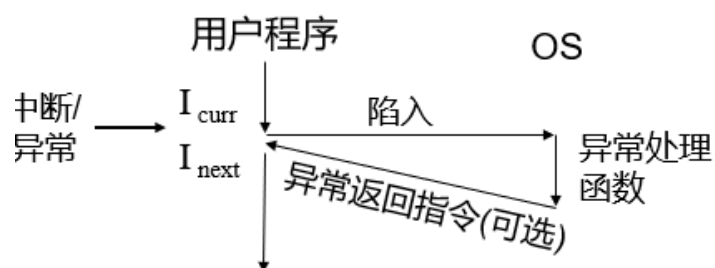 用户程序
OS
中断/
异常
I curr
陷入
I next
异常处理
函数
异常返回指令(可选)